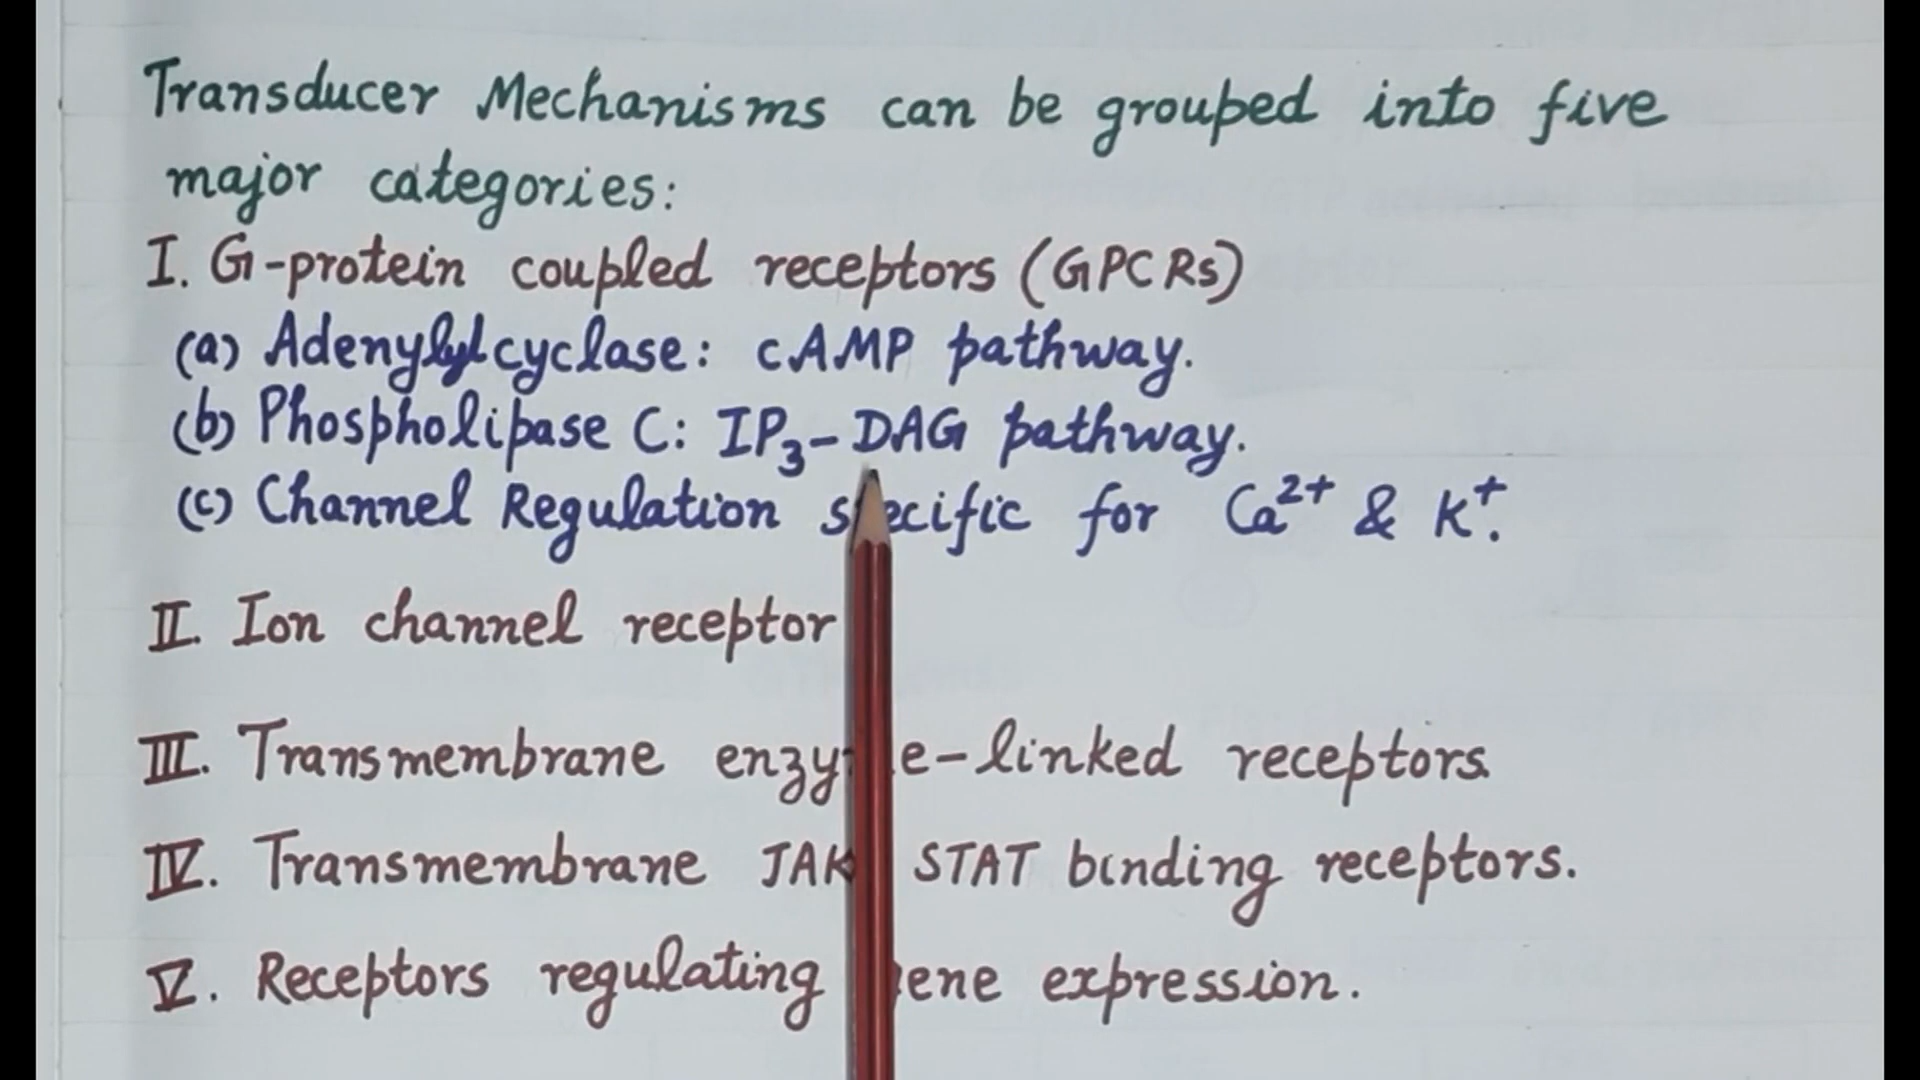 Transducer Mechanisms can be grouped into five
major categories:
I. G-protein coupled receptors (GPCRs)
(a) Adenylyl cyclase: cAMP pathway.
(b) Phospholipase C: IP₃-DAG pathway.
(c) Channel Regulation specific for Ca²⁺ & K⁺.
II. Ion channel receptor
III. Transmembrane enzyme-linked receptors
IV. Transmembrane JAK STAT binding receptors.
V. Receptors regulating gene expression.